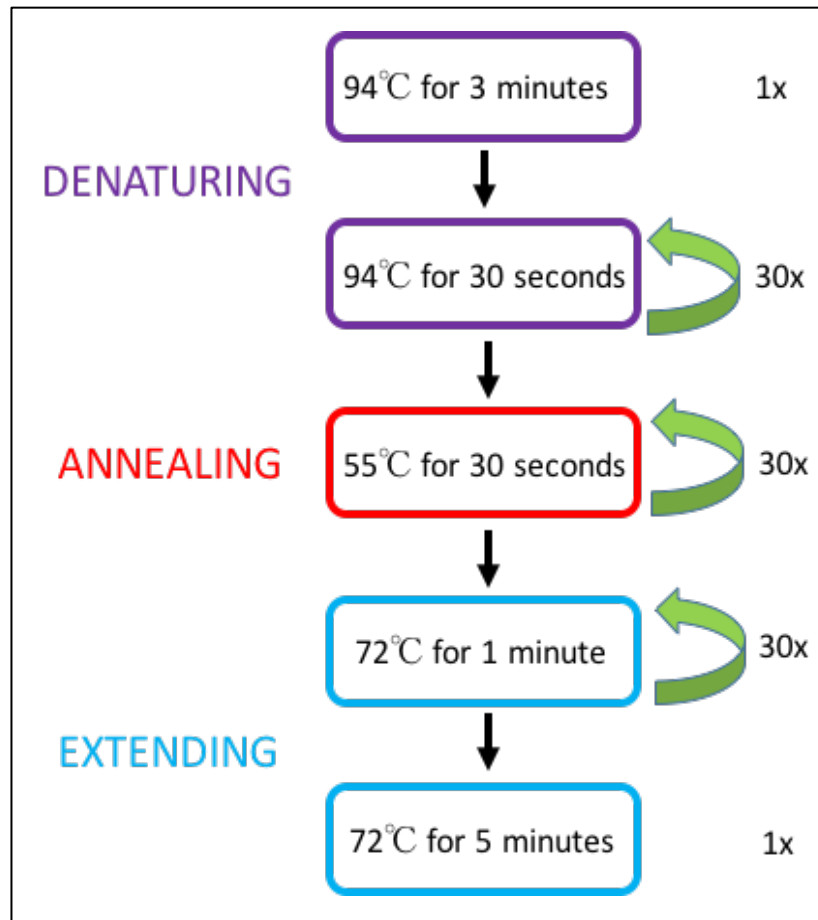 94℃ for 3 minutes 1x
DENATURING
94℃ for 30 seconds 30x
ANNEALING 55℃ for 30 seconds 30x
72℃ for 1 minute 30x
EXTENDING
72℃ for 5 minutes 1x